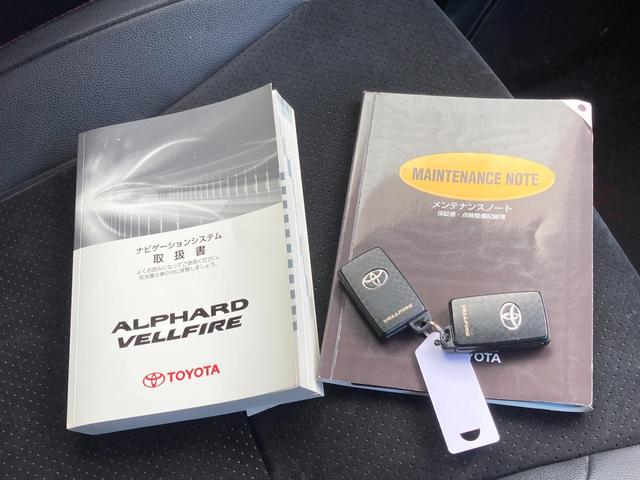 ナビゲーションシステム
取扱書
よくお読みになってご使用ください。
取扱書は車の中に保管しましょう。
ALPHARD
VELLFIRE
TOYOTA
MAINTENANCE NOTE
メンテナンスノート
保証書・点検整備記録簿
VELLFIRE
VELLFIRE
YOTA